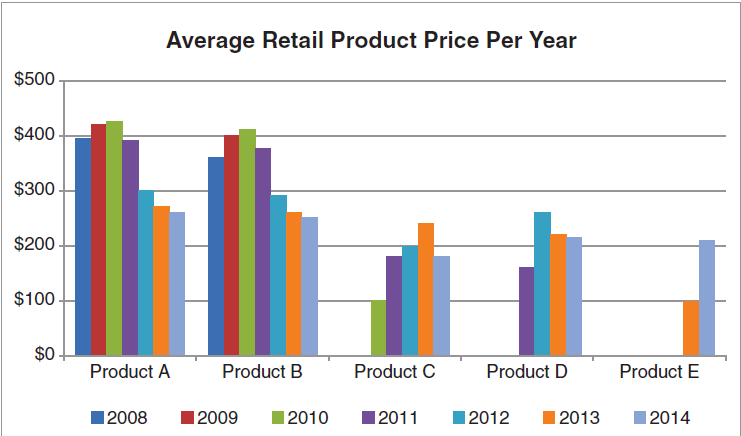 Average Retail Product Price Per Year
$500
$400
$300
$200
$100
$0
Product A Product B Product C Product D Product E
2008 2009 2010 2011 2012 2013 2014